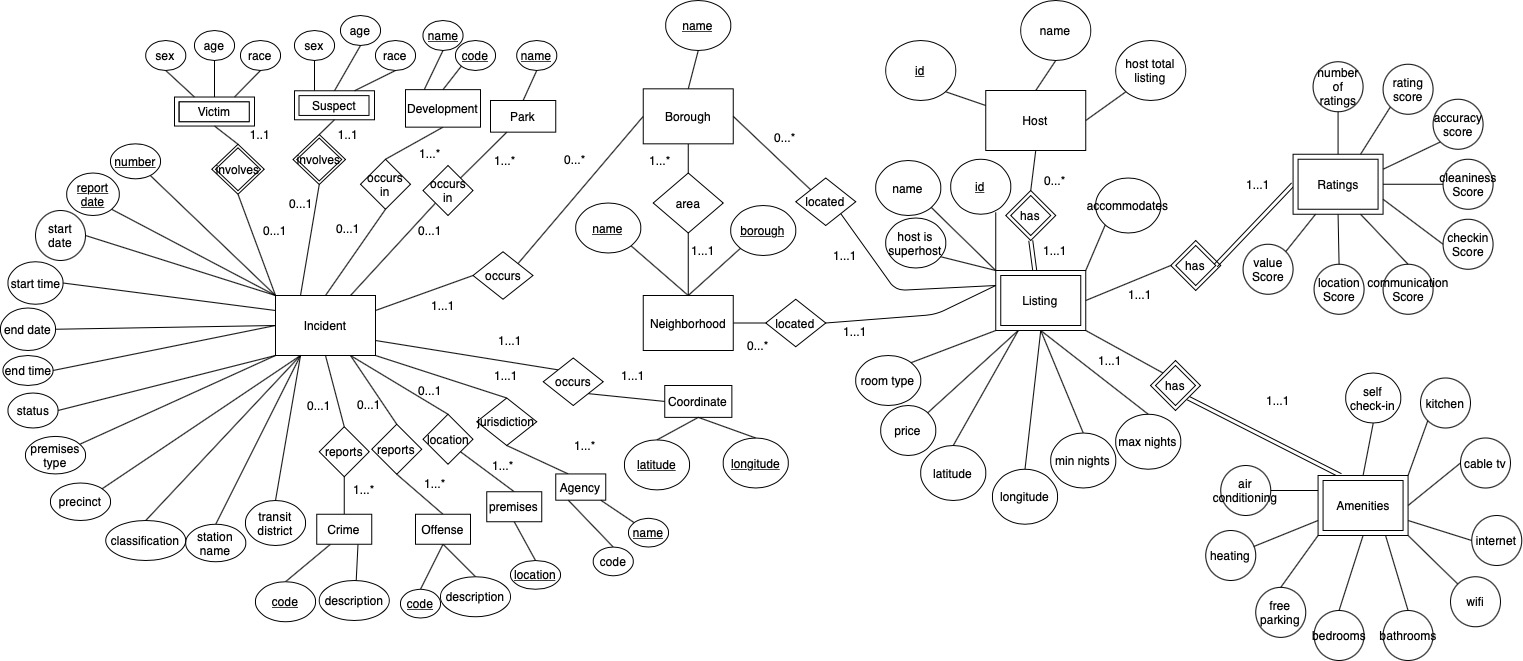 name
name
age
age
name
sex
race
sex
race
code
name
id
host total
listing
Victim
Suspect
Development
Park
Borough
Host
number
of
ratings
rating
score
accuracy
score
1...1
1...1
1...*
1...*
0...*
1...*
0...*
number
involves
involves
occurs
in
occurs
in
report
date
0...1
0...1
0...1
0...1
start
date
name
area
borough
located
name
id
0...*
accommodates
has
host is
superhost
1...1
1...1
1...1
1...1
Ratings
cleaniness
Score
checkin
Score
value
Score
location
Score
communication
Score
has
1...1
start time
occurs
1...1
Incident
Neighborhood
located
0...*
1...1
Listing
end date
end time
status
1...1
1...1
occurs
1...1
Coordinate
latitude
longitude
room type
price
latitude
longitude
min nights
max nights
1...1
has
1...1
self
check-in
kitchen
premises
type
precinct
classification
station
name
transit
district
0...1
0...1
0...1
reports
reports
location
jurisdiction
1...*
1...*
1...*
1...*
Agency
premises
Crime
Offense
name
code
location
code
description
code
description
air
conditioning
Amenities
cable tv
internet
heating
wifi
free
parking
bedrooms
bathrooms